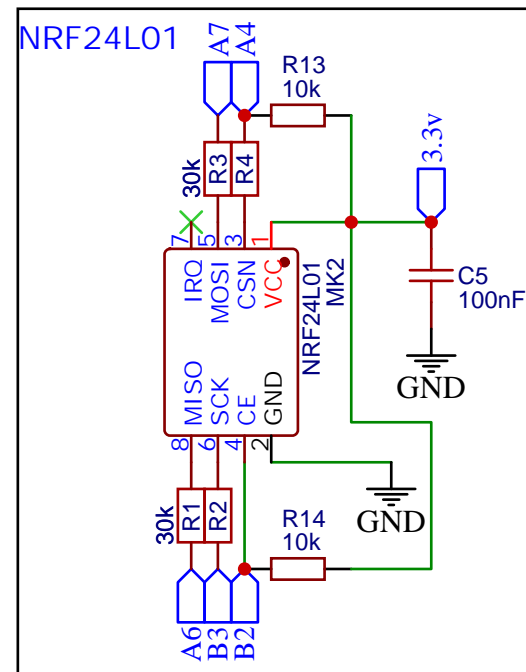 NRF24L01
A7
A4
R13
10k
3.3v
30k
R3
R4
7
5
3
1
IRQ
MOSI
CSN
VCC
NRF24L01
MK2
C5
100nF
GND
MISO
SCK
CE
GND
8
6
4
2
GND
30k
R1
R2
R14
10k
A6
B3
B2